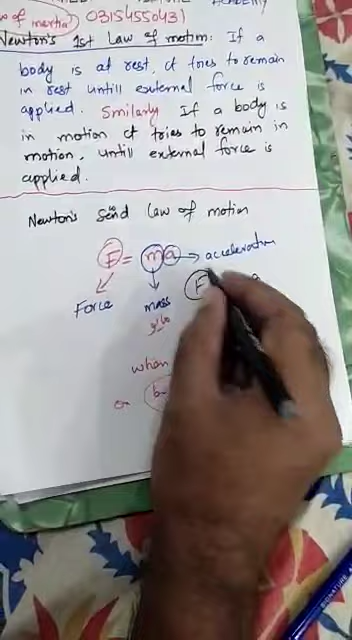 of inertia) 03154550431
Newton's 1st Law of motion: If a
body is at rest, it tries to remain
in rest untill external force is
applied. Similarly If a body is
in motion it tries to remain in
motion, untill external force is
applied.
Newton's 2nd law of motion
F = ma → acceleration
Force mass F a
when
on